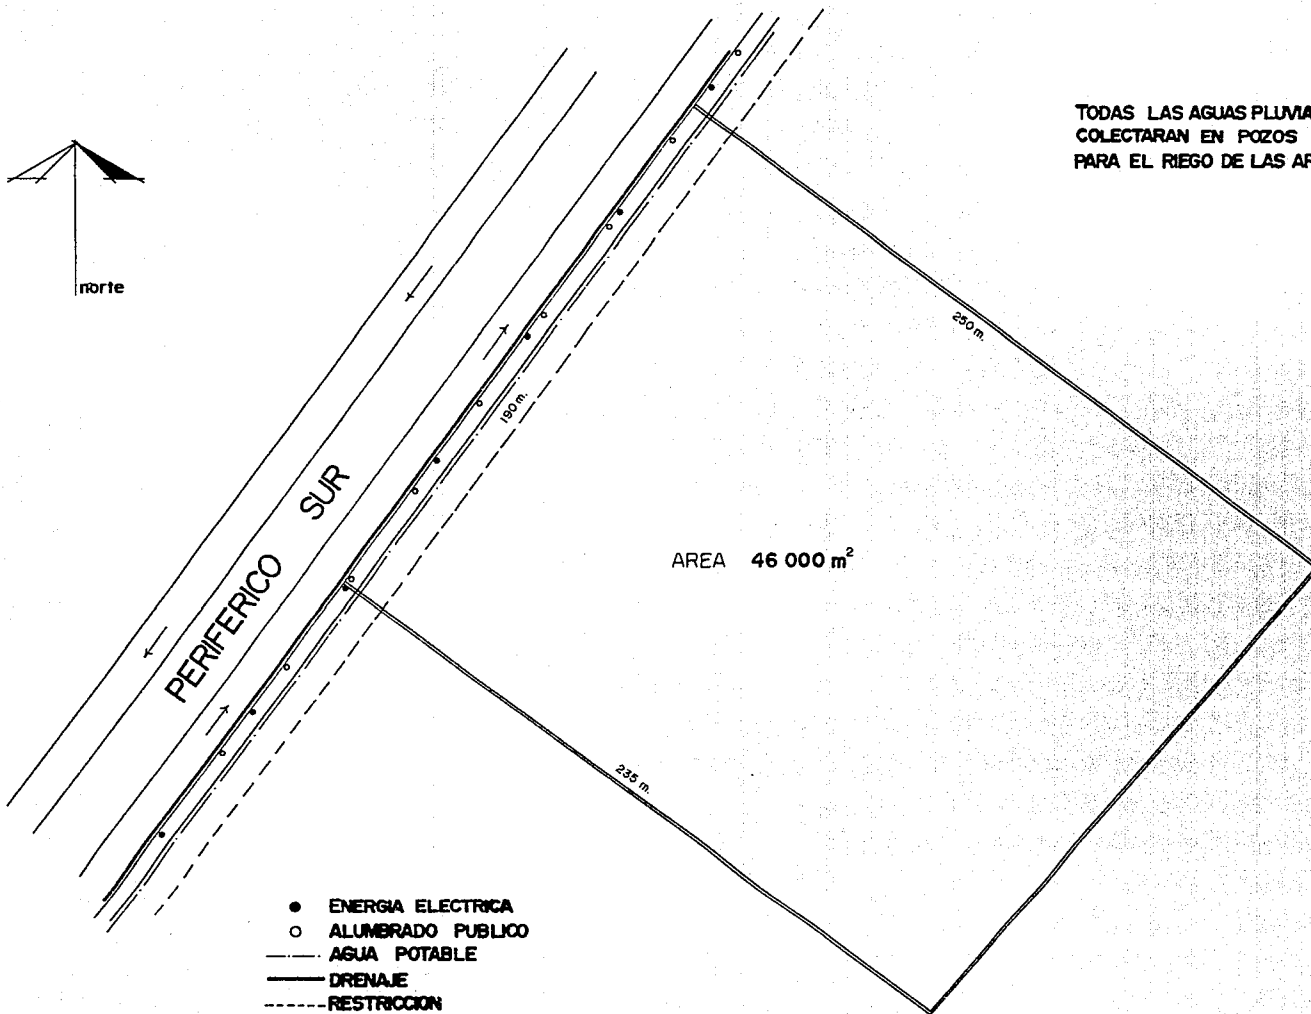 TODAS LAS AGUAS PLUVIA
COLECTARAN EN POZOS
PARA EL RIEGO DE LAS AR
norte
250 m.
190 m.
PERIFERICO SUR
AREA 46 000 m²
235 m.
ENERGIA ELECTRICA
ALUMBRADO PUBLICO
AGUA POTABLE
DRENAJE
RESTRICCION